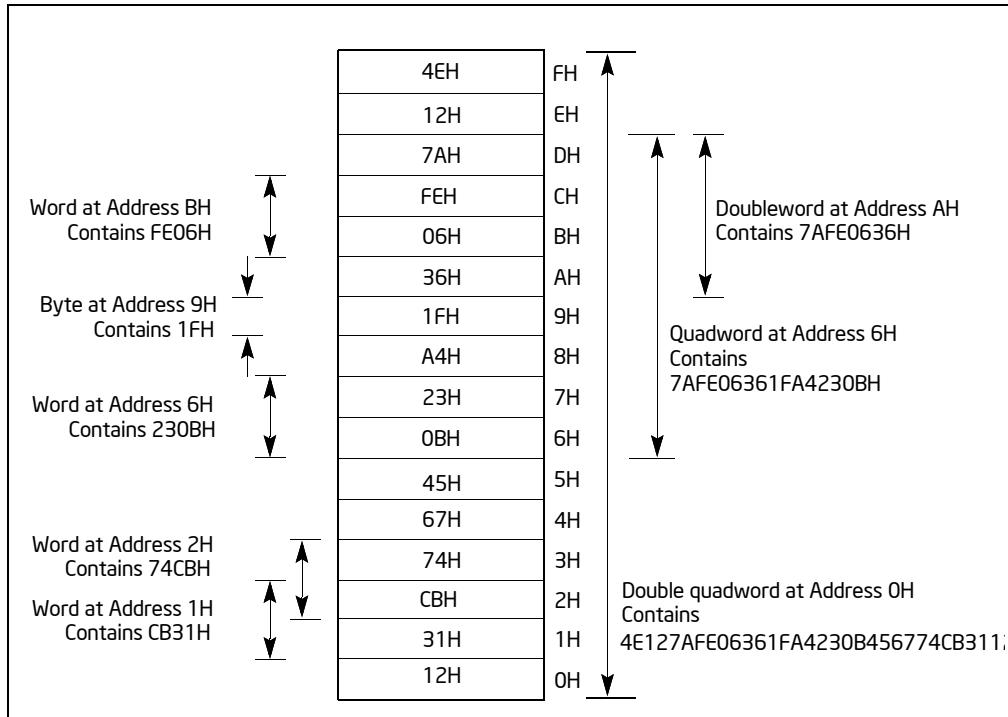 4EH FH
12H EH
7AH DH
FEH CH
06H BH
36H AH
1FH 9H
A4H 8H
23H 7H
0BH 6H
45H 5H
67H 4H
74H 3H
CBH 2H
31H 1H
12H 0H
Word at Address BH
Contains FE06H
Byte at Address 9H
Contains 1FH
Word at Address 6H
Contains 230BH
Word at Address 2H
Contains 74CBH
Word at Address 1H
Contains CB31H
Doubleword at Address AH
Contains 7AFE0636H
Quadword at Address 6H
Contains
7AFE06361FA4230BH
Double quadword at Address 0H
Contains